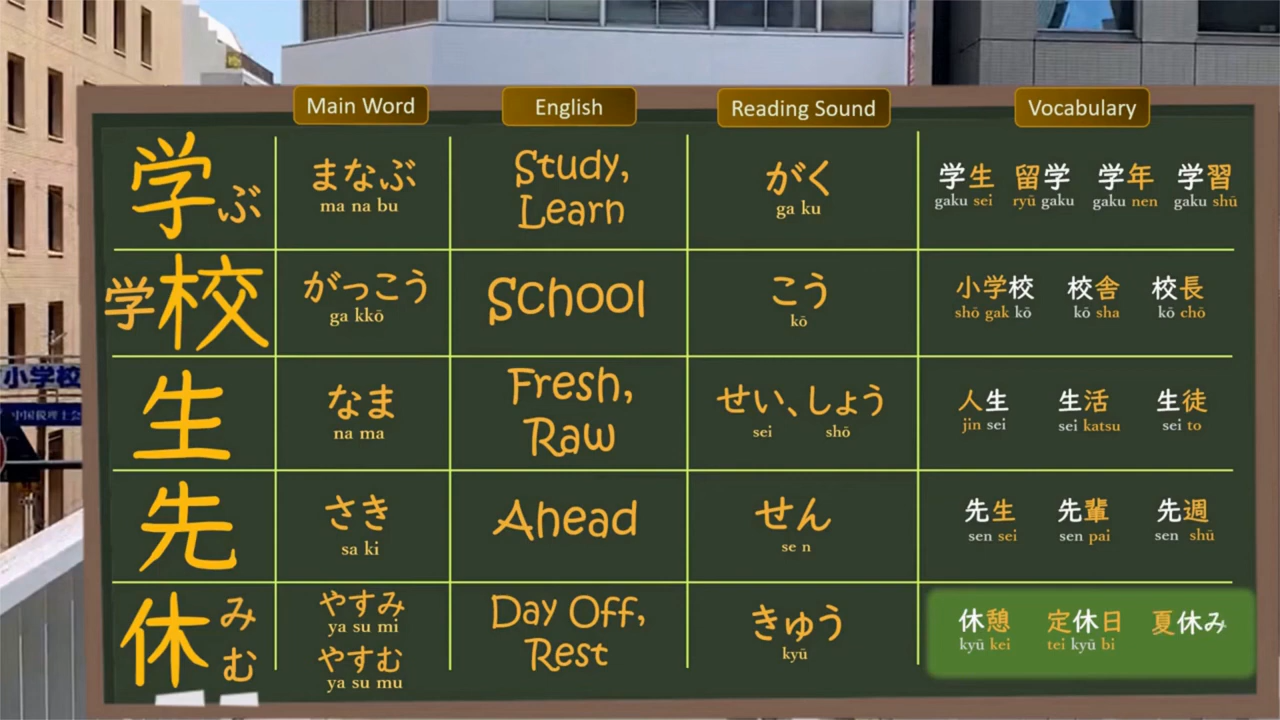 Main Word
English
Reading Sound
Vocabulary
学ぶ
まなぶ
ma na bu
Study,
Learn
がく
ga ku
学生 留学 学年 学習
gaku sei ryū gaku gaku nen gaku shū
学校
がっこう
ga kkō
School
こう
kō
小学校 校舎 校長
shō gak kō kō sha kō chō
生
なま
na ma
Fresh,
Raw
せい、しょう
sei shō
人生 生活 生徒
jin sei sei katsu sei to
先
さき
sa ki
Ahead
せん
se n
先生 先輩 先週
sen sei sen pai sen shū
休み
む
やすみ
ya su mi
やすむ
ya su mu
Day Off,
Rest
きゅう
kyū
休憩 定休日 夏休み
kyū kei tei kyū bi
小学校
中国税理士会